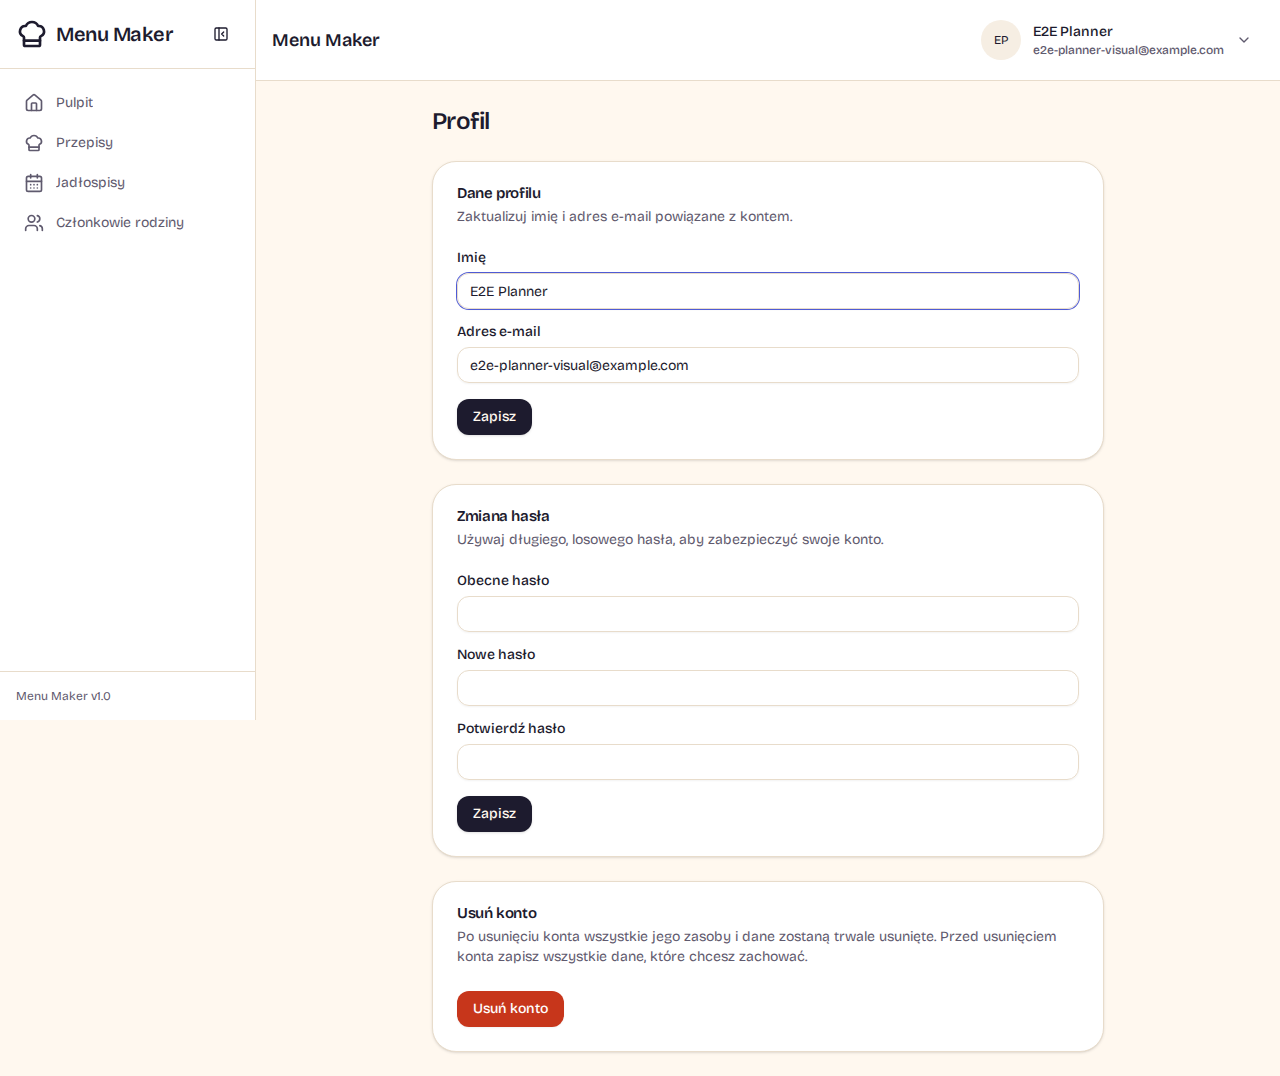 Menu Maker
Menu Maker
EP
E2E Planner
e2e-planner-visual@example.com
Pulpit
Przepisy
Jadłospisy
Członkowie rodziny
Menu Maker v1.0
Profil
Dane profilu
Zaktualizuj imię i adres e-mail powiązane z kontem.
Imię
E2E Planner
Adres e-mail
e2e-planner-visual@example.com
Zapisz
Zmiana hasła
Używaj długiego, losowego hasła, aby zabezpieczyć swoje konto.
Obecne hasło
Nowe hasło
Potwierdź hasło
Zapisz
Usuń konto
Po usunięciu konta wszystkie jego zasoby i dane zostaną trwale usunięte. Przed usunięciem
konta zapisz wszystkie dane, które chcesz zachować.
Usuń konto